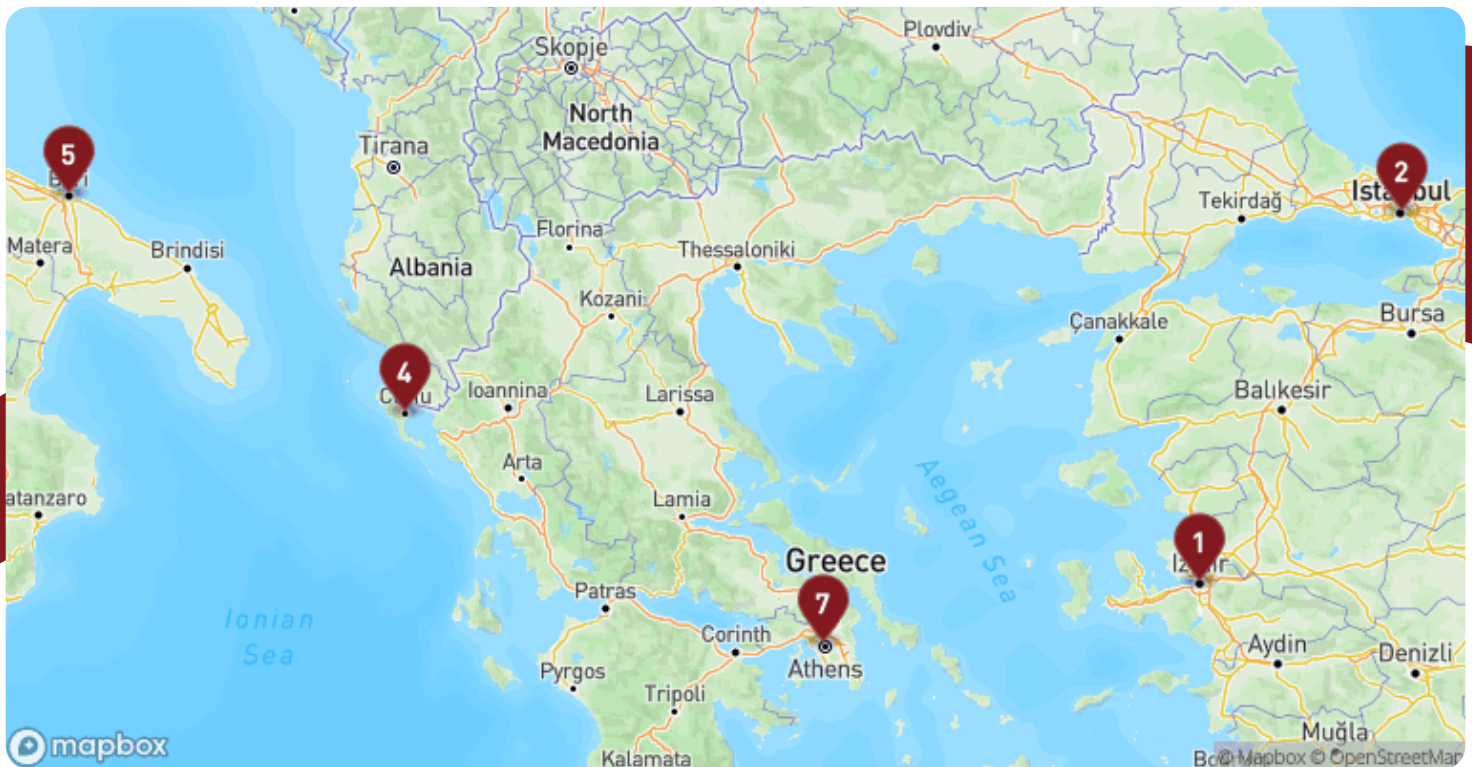 Plovdiv
Skopje
North
Macedonia
5
Tirana
2
Tekirdağ
Matera
Brindisi
Florina
Thessaloniki
Albania
Kozani
Çanakkale
Bursa
4
Ioannina
Larissa
Balıkesir
Arta
Aegean Sea
atanzaro
Lamia
1
Greece
7
Patras
Ionian
Sea
Corinth
Athens
Aydin
Denizli
Pyrgos
Tripoli
Muğla
mapbox
Kalamata
© Mapbox © OpenStreetMap